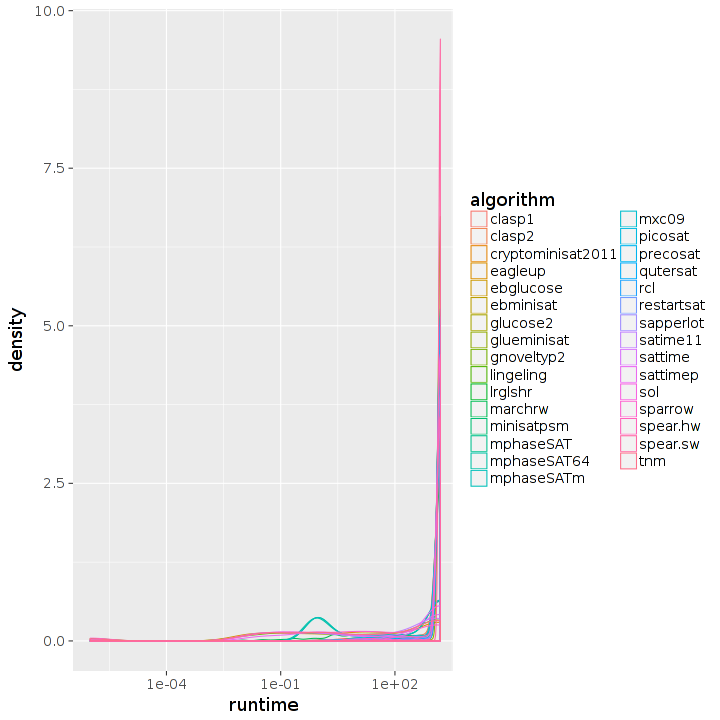 10.0
7.5
5.0
2.5
0.0
density
1e-04
1e-01
1e+02
runtime
algorithm
clasp1
clasp2
cryptominisat2011
eagleup
ebglucose
ebminisat
glucose2
glueminisat
gnoveltyp2
lingeling
lrglshr
marchrw
minisatpsm
mphaseSAT
mphaseSAT64
mphaseSATm
mxc09
picosat
precosat
qutersat
rcl
restartsat
sapperlot
satime11
sattime
sattimep
sol
sparrow
spear.hw
spear.sw
tnm